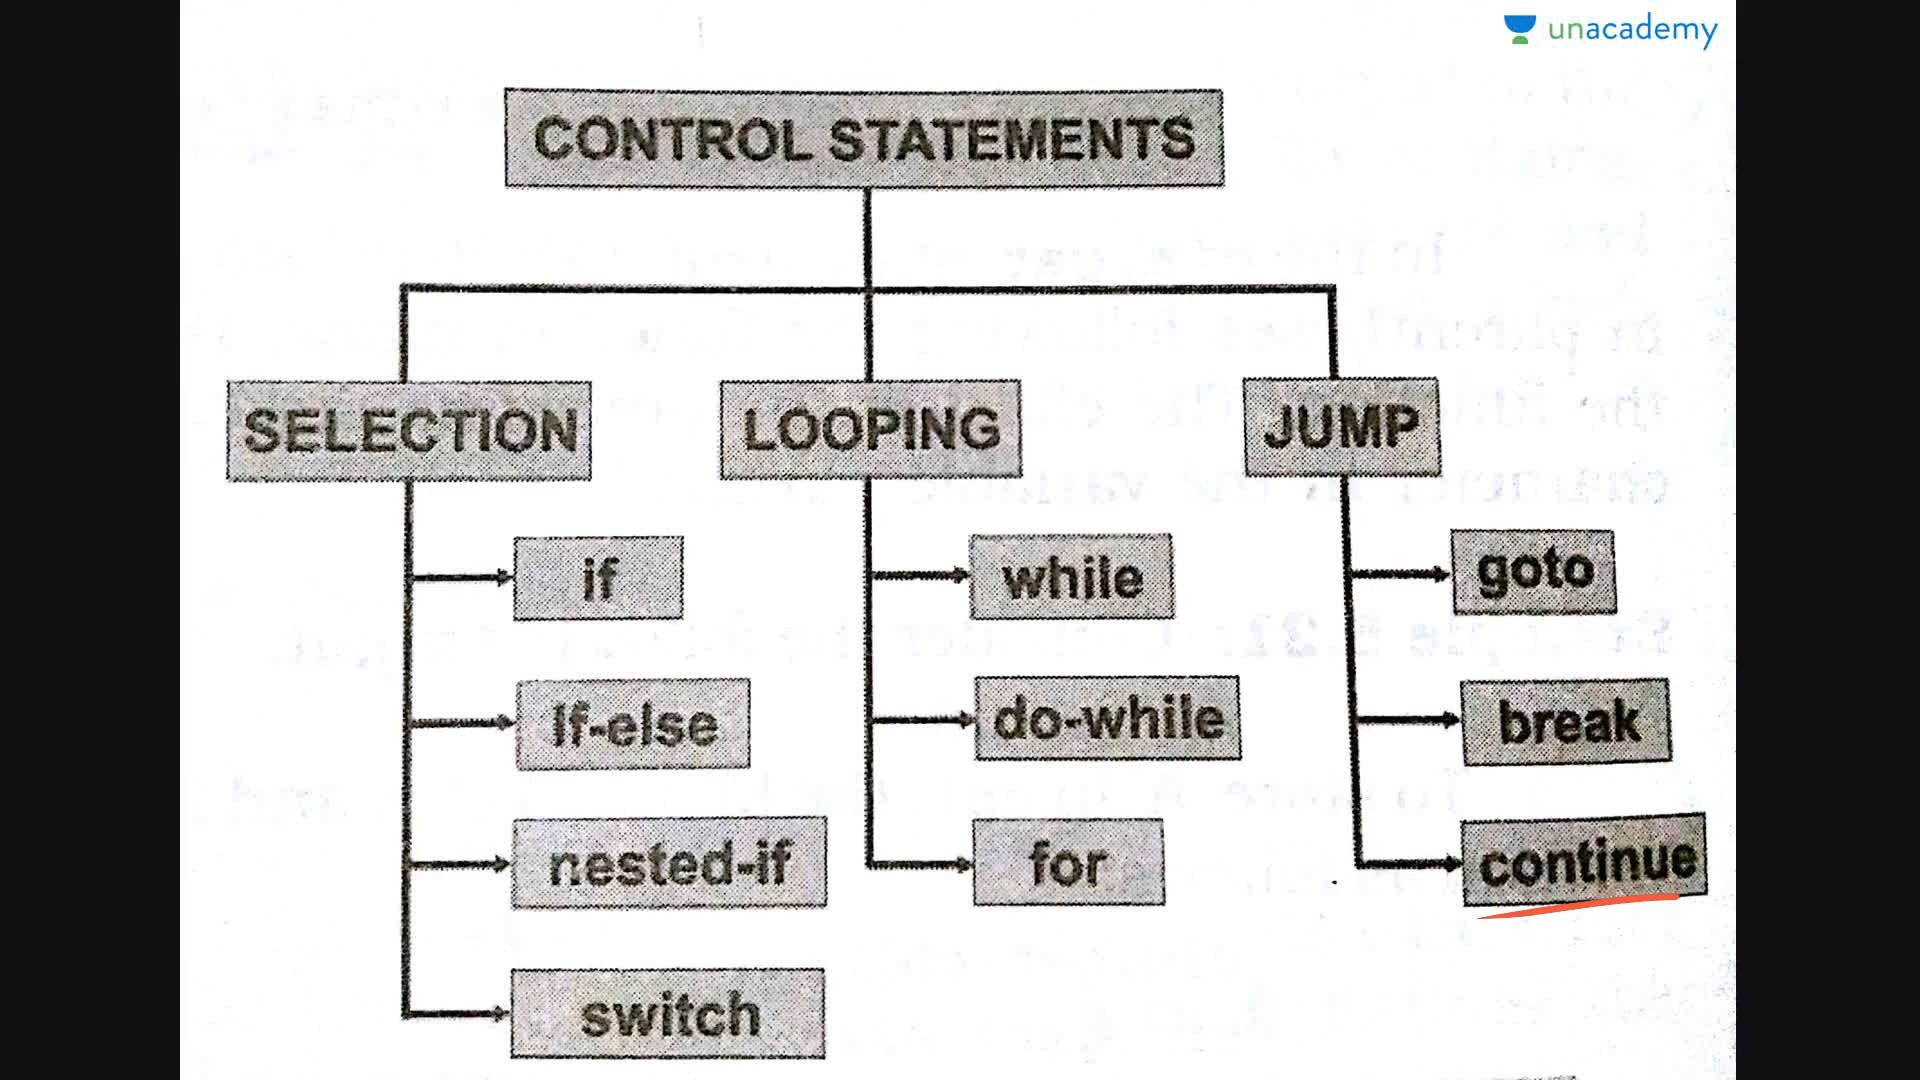 unacademy
CONTROL STATEMENTS
SELECTION
LOOPING
JUMP
if
while
goto
If-else
do-while
break
nested-if
for
continue
switch